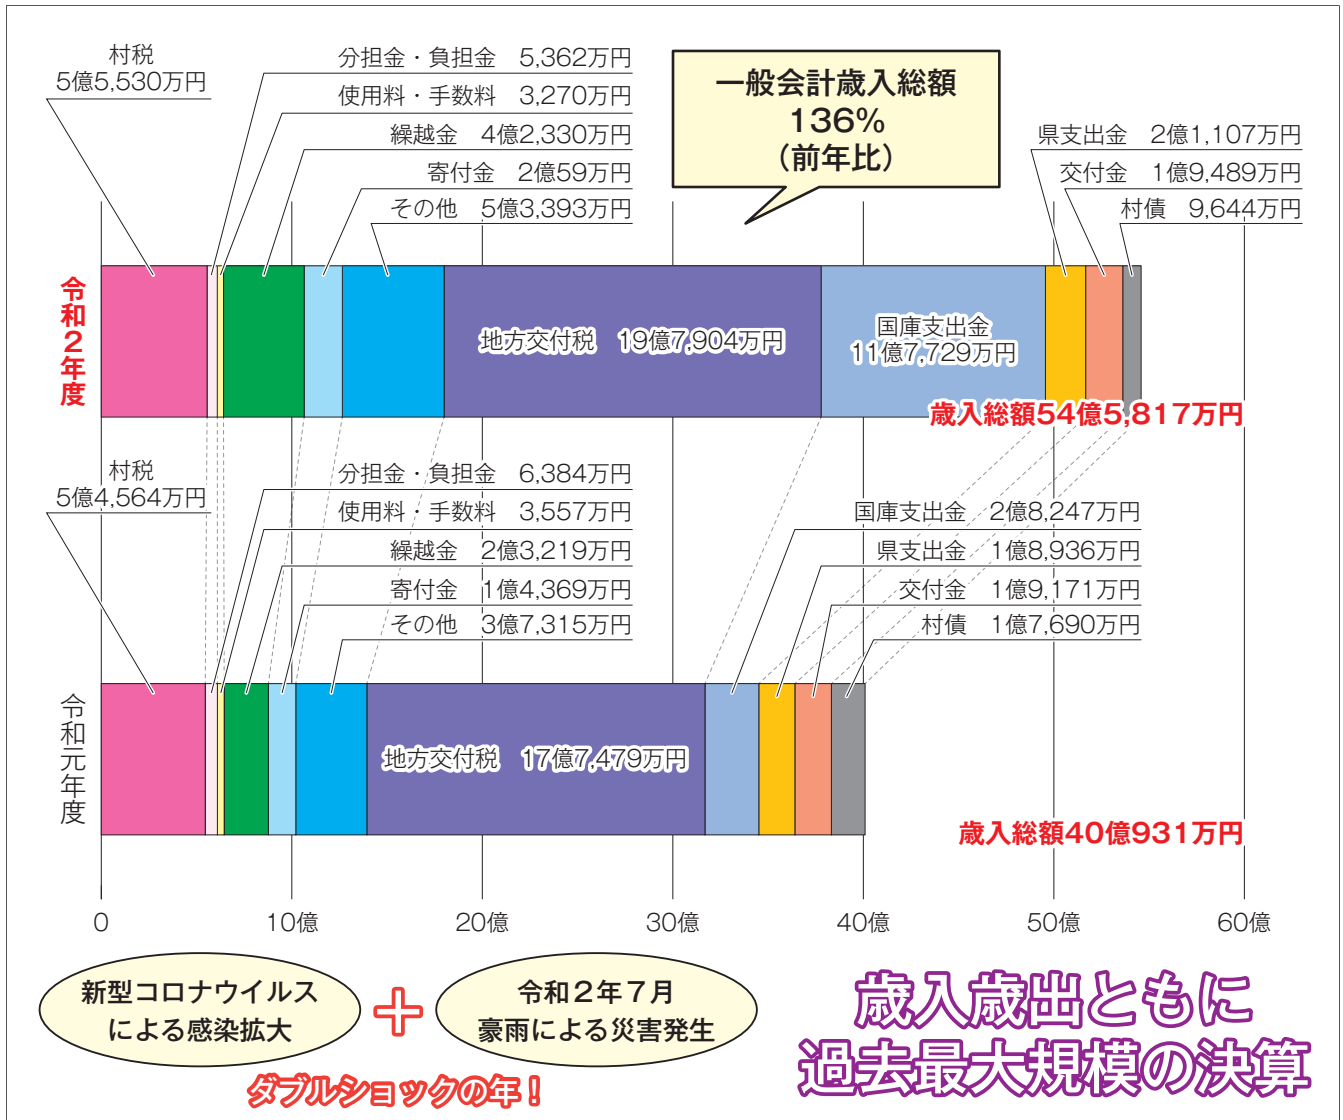 村税
5億5,530万円
分担金・負担金 5,362万円
使用料・手数料 3,270万円
繰越金 4億2,330万円
寄付金 2億59万円
その他 5億3,393万円
一般会計歳入総額
136%
（前年比）
県支出金 2億1,107万円
交付金 1億9,489万円
村債 9,644万円
令和2年度
地方交付税 19億7,904万円
国庫支出金
11億7,729万円
歳入総額54億5,817万円
村税
5億4,564万円
分担金・負担金 6,384万円
使用料・手数料 3,557万円
繰越金 2億3,219万円
寄付金 1億4,369万円
その他 3億7,315万円
国庫支出金 2億8,247万円
県支出金 1億8,936万円
交付金 1億9,171万円
村債 1億7,690万円
令和元年度
地方交付税 17億7,479万円
歳入総額40億931万円
0 10億 20億 30億 40億 50億 60億
新型コロナウイルス
による感染拡大
＋
令和２年７月
豪雨による災害発生
ダブルショックの年！
歳入歳出ともに
過去最大規模の決算